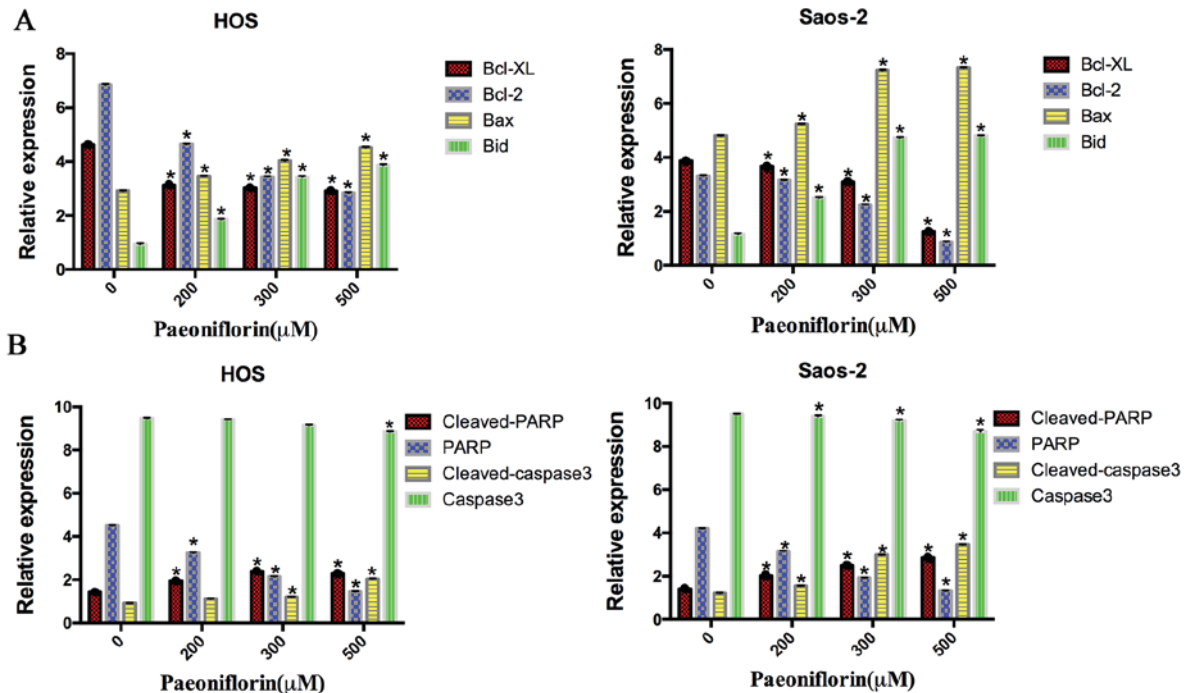 A
HOS
Relative expression
8
6
4
2
0
* * * *
* * * *
* * * *
0 200 300 500
Paeoniflorin(μM)
Bcl-XL
Bcl-2
Bax
Bid
Saos-2
Relative expression
8
6
4
2
0
* * * *
* * * *
* * * *
0 200 300 500
Paeoniflorin(μM)
Bcl-XL
Bcl-2
Bax
Bid
B
HOS
Relative expression
10
8
6
4
2
0
* *
* * *
* * * *
0 200 300 500
Paeoniflorin(μM)
Cleaved-PARP
PARP
Cleaved-caspase3
Caspase3
Saos-2
Relative expression
10
8
6
4
2
0
* * * *
* * * *
* * * *
0 200 300 500
Paeoniflorin(μM)
Cleaved-PARP
PARP
Cleaved-caspase3
Caspase3